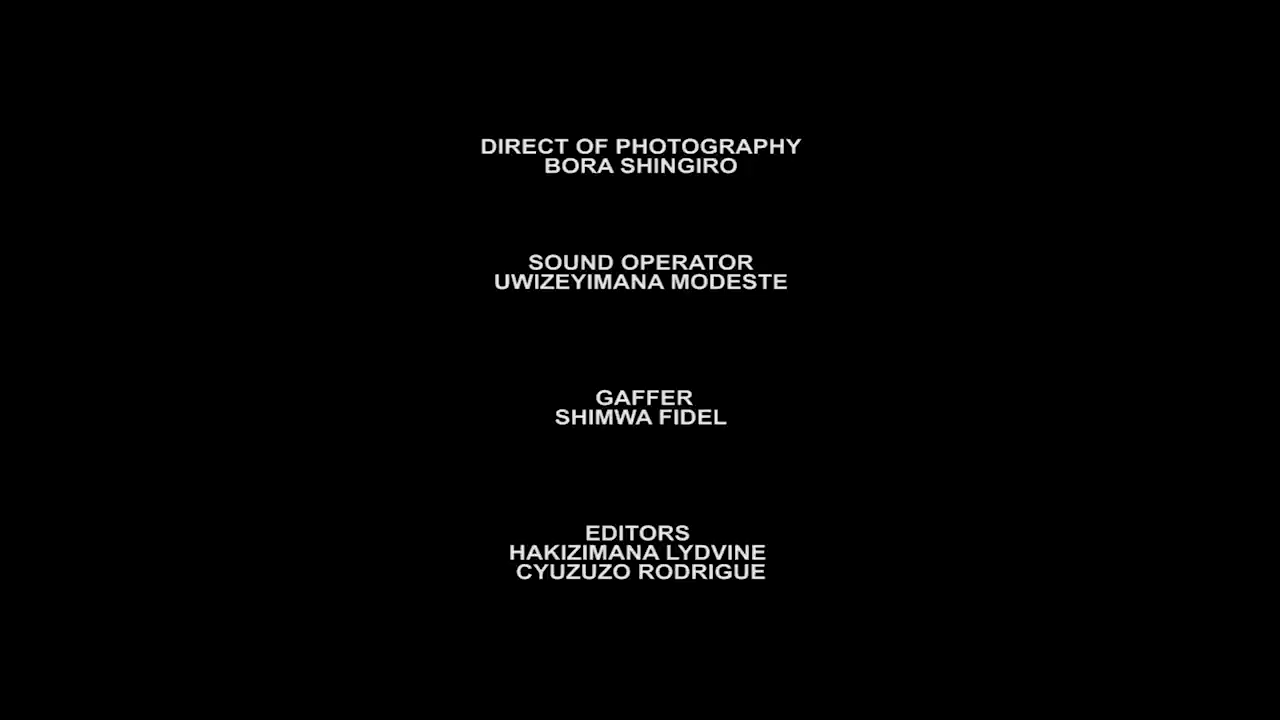 DIRECT OF PHOTOGRAPHY
BORA SHINGIRO
SOUND OPERATOR
UWIZEYIMANA MODESTE
GAFFER
SHIMWA FIDEL
EDITORS
HAKIZIMANA LYDVINE
CYUZUZO RODRIGUE